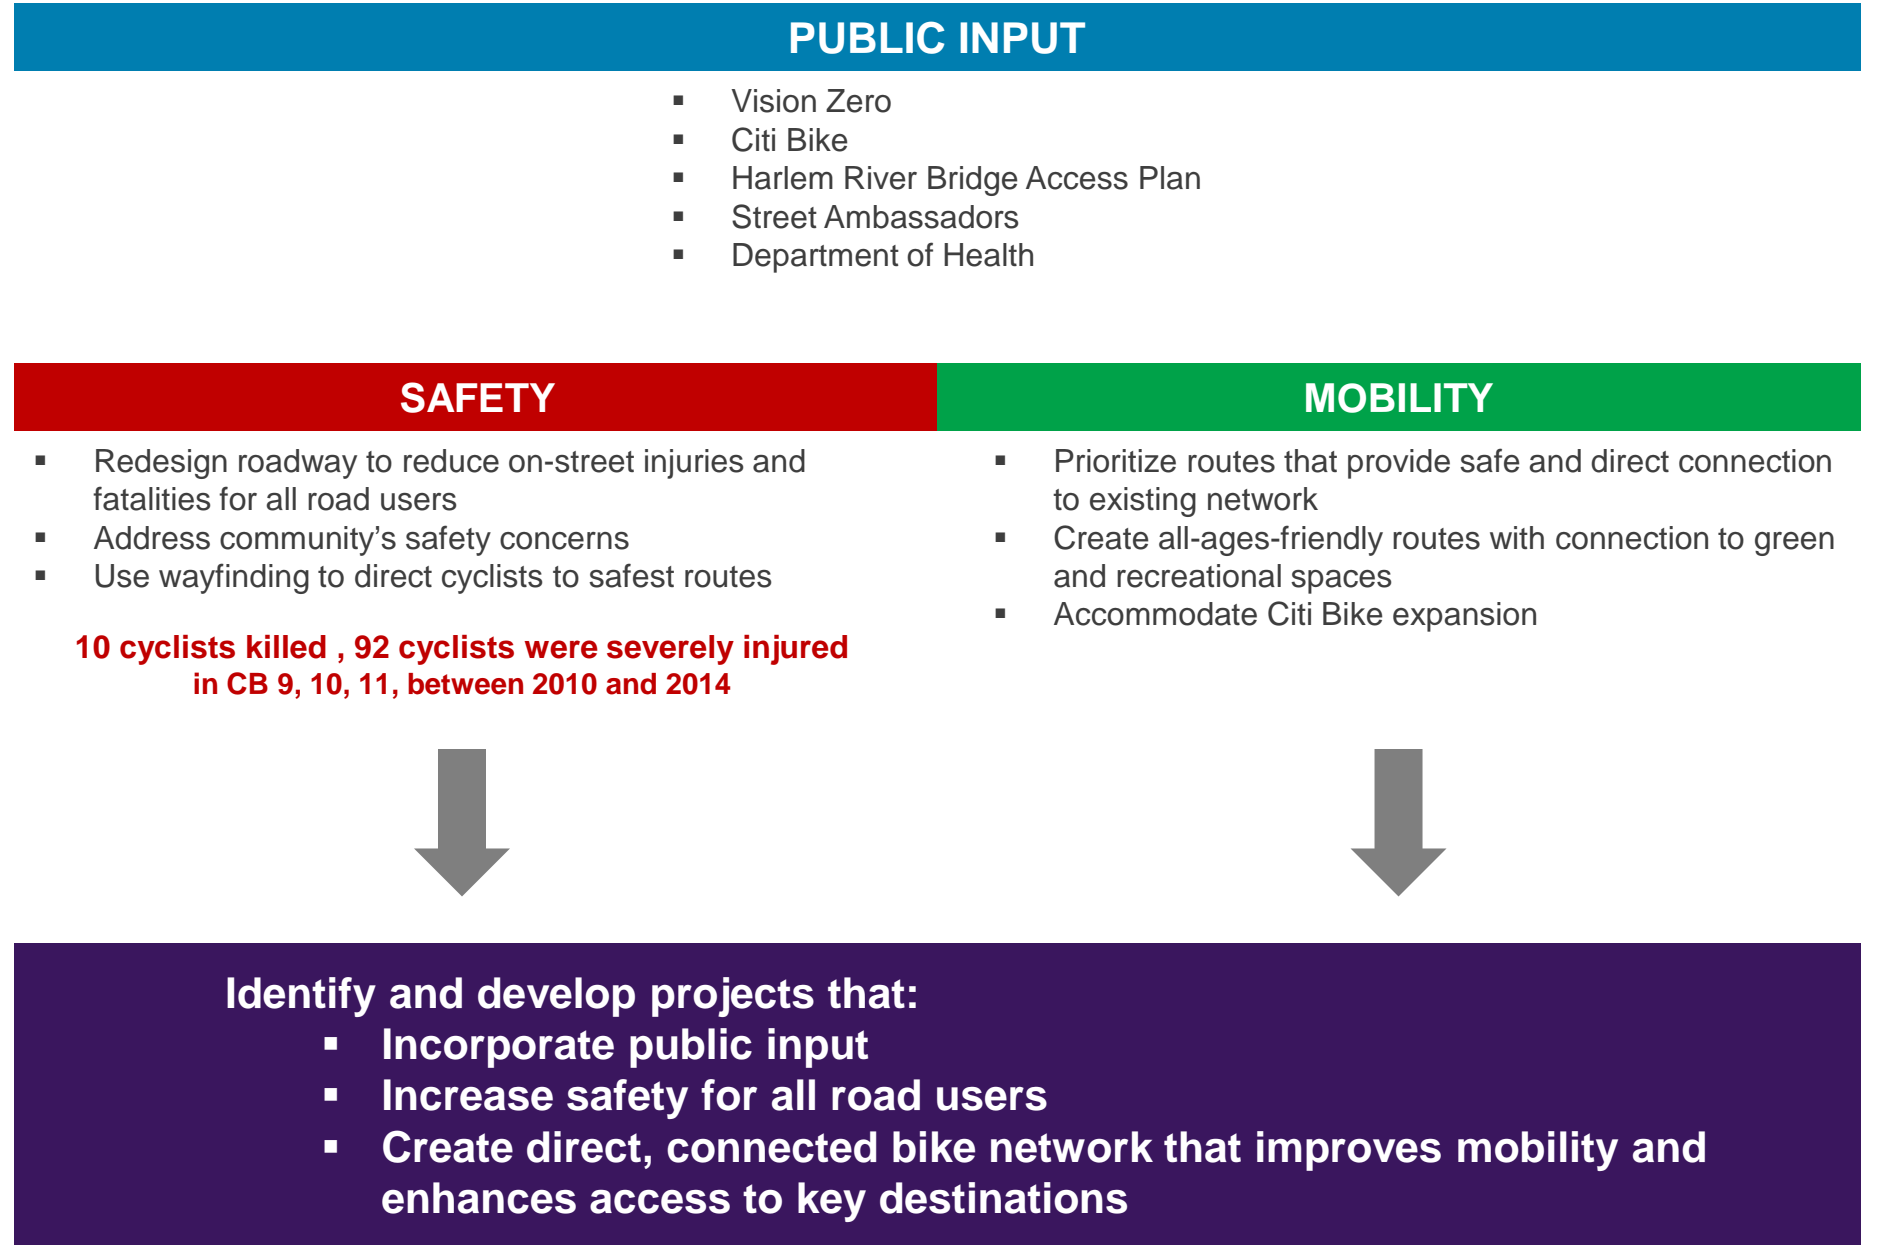 PUBLIC INPUT
▪ Vision Zero
▪ Citi Bike
▪ Harlem River Bridge Access Plan
▪ Street Ambassadors
▪ Department of Health
SAFETY
▪ Redesign roadway to reduce on-street injuries and
fatalities for all road users
▪ Address community’s safety concerns
▪ Use wayfinding to direct cyclists to safest routes
10 cyclists killed , 92 cyclists were severely injured
in CB 9, 10, 11, between 2010 and 2014
MOBILITY
▪ Prioritize routes that provide safe and direct connection
to existing network
▪ Create all-ages-friendly routes with connection to green
and recreational spaces
▪ Accommodate Citi Bike expansion
Identify and develop projects that:
▪ Incorporate public input
▪ Increase safety for all road users
▪ Create direct, connected bike network that improves mobility and
enhances access to key destinations